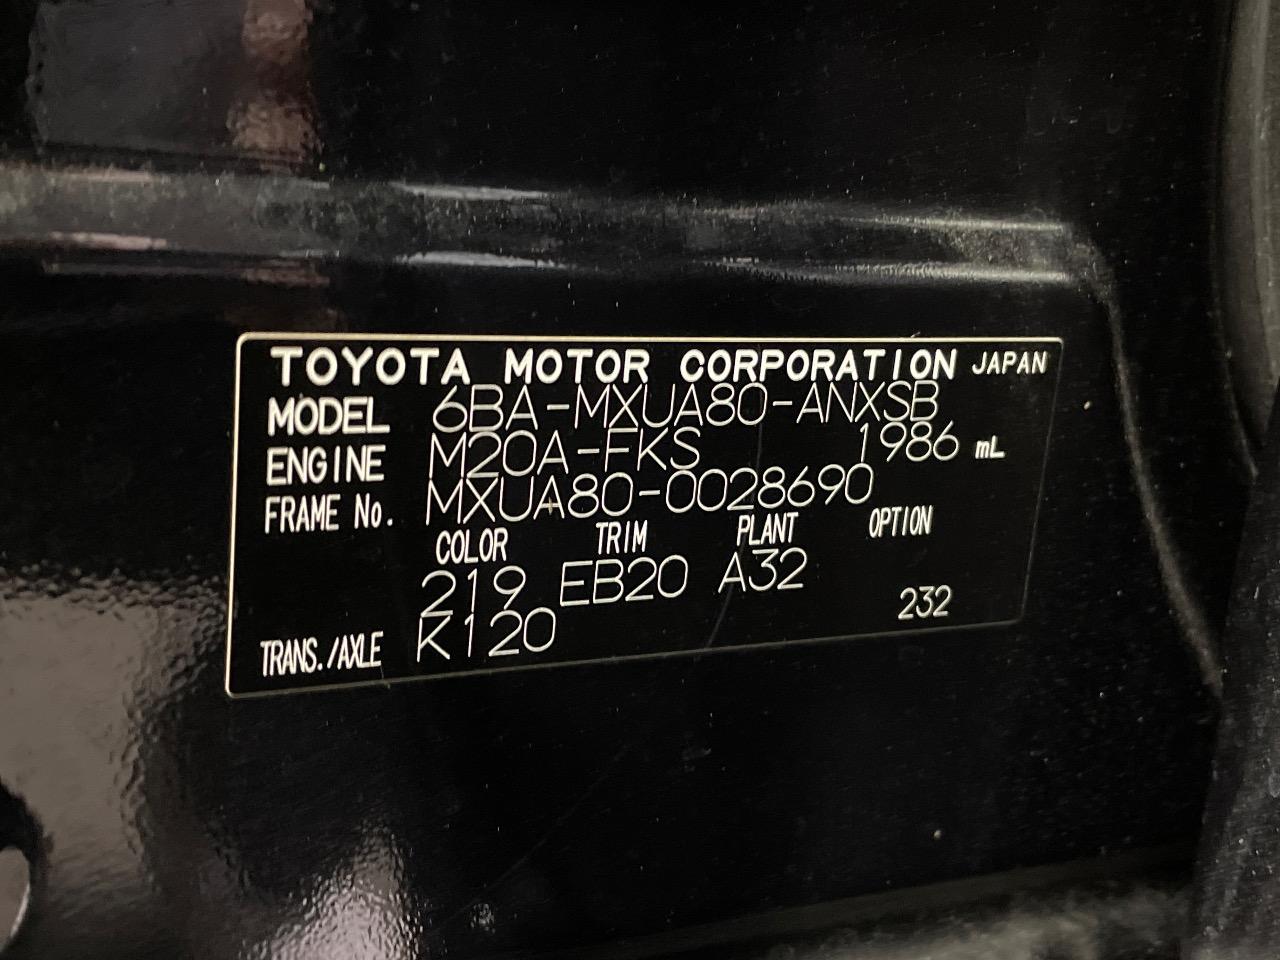 TOYOTA MOTOR CORPORATION JAPAN
MODEL 6BA-MXUA80-ANXSB
ENGINE M20A-FKS 1986 mL
FRAME No. MXUA80-0028690
COLOR TRIM PLANT OPTION
219 EB20 A32
232
TRANS./AXLE K120